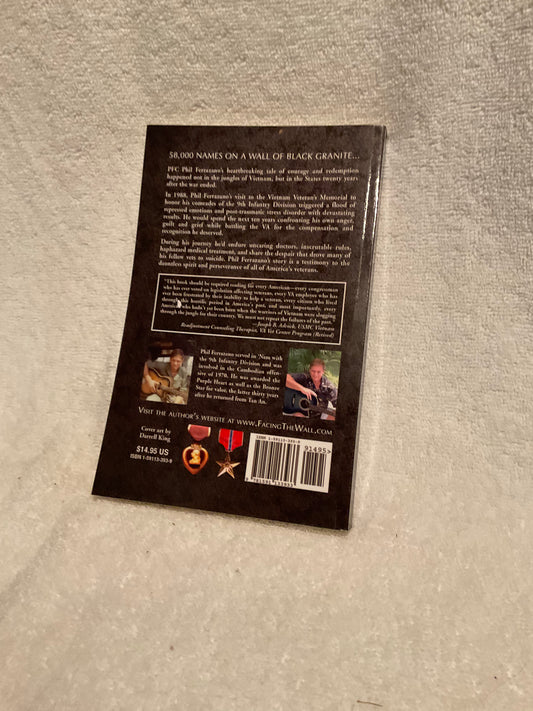 58,000 NAMES ON A WALL OF BLACK GRANITE...
PFC Phil Ferrazano's heartbreaking tale of courage and redemption
happened not in the jungles of Vietnam, but in the States twenty years
after the war ended.
In 1988, Phil Ferrazano's visit to the Vietnam Veteran's Memorial to
honor his comrades of the 9th Infantry Division triggered a flood of
repressed emotions and post-traumatic stress disorder with devastating
results. He would spend the next ten years confronting his own anger,
guilt and grief while battling the VA for the compensation and
recognition he deserved.
During his journey he'd endure uncaring doctors, inscrutable rules,
haphazard medical treatment, and share the despair that drove many of
his fellow vets to suicide. Phil Ferrazano's story is a testimony to the
dauntless spirit and perseverance of all of America's veterans.
"This book should be required reading for every American—every congressman
who has ever voted on legislation affecting veterans, every VA employee who has
ever been frustrated by their inability to help a veteran, every citizen who lived
through hostile period in America's past, and most importantly, every
American who hadn't yet been born when the warriors of Vietnam were slogging
through the jungle for their country. We must not repeat the failures of the past."
USMC Vietnam
Readjustment Counseling Therapist, VA Vet Center Program (Retired)
Phil Ferrazano served in 'Nam with
the 9th Infantry Division and was
involved in the Cambodian offen-
sive of 1970. He was awarded the
Purple Heart as well as the Bronze
Star for valor, the latter thirty years
after he returned from Tan An.
VISIT THE AUTHOR'S WEBSITE AT WWW.FACINGTHEWALL.COM
Cover art by
Darrell King
$14.95 US
ISBN 1-59113-393-9
ISBN 1-59113-393-9
91495>